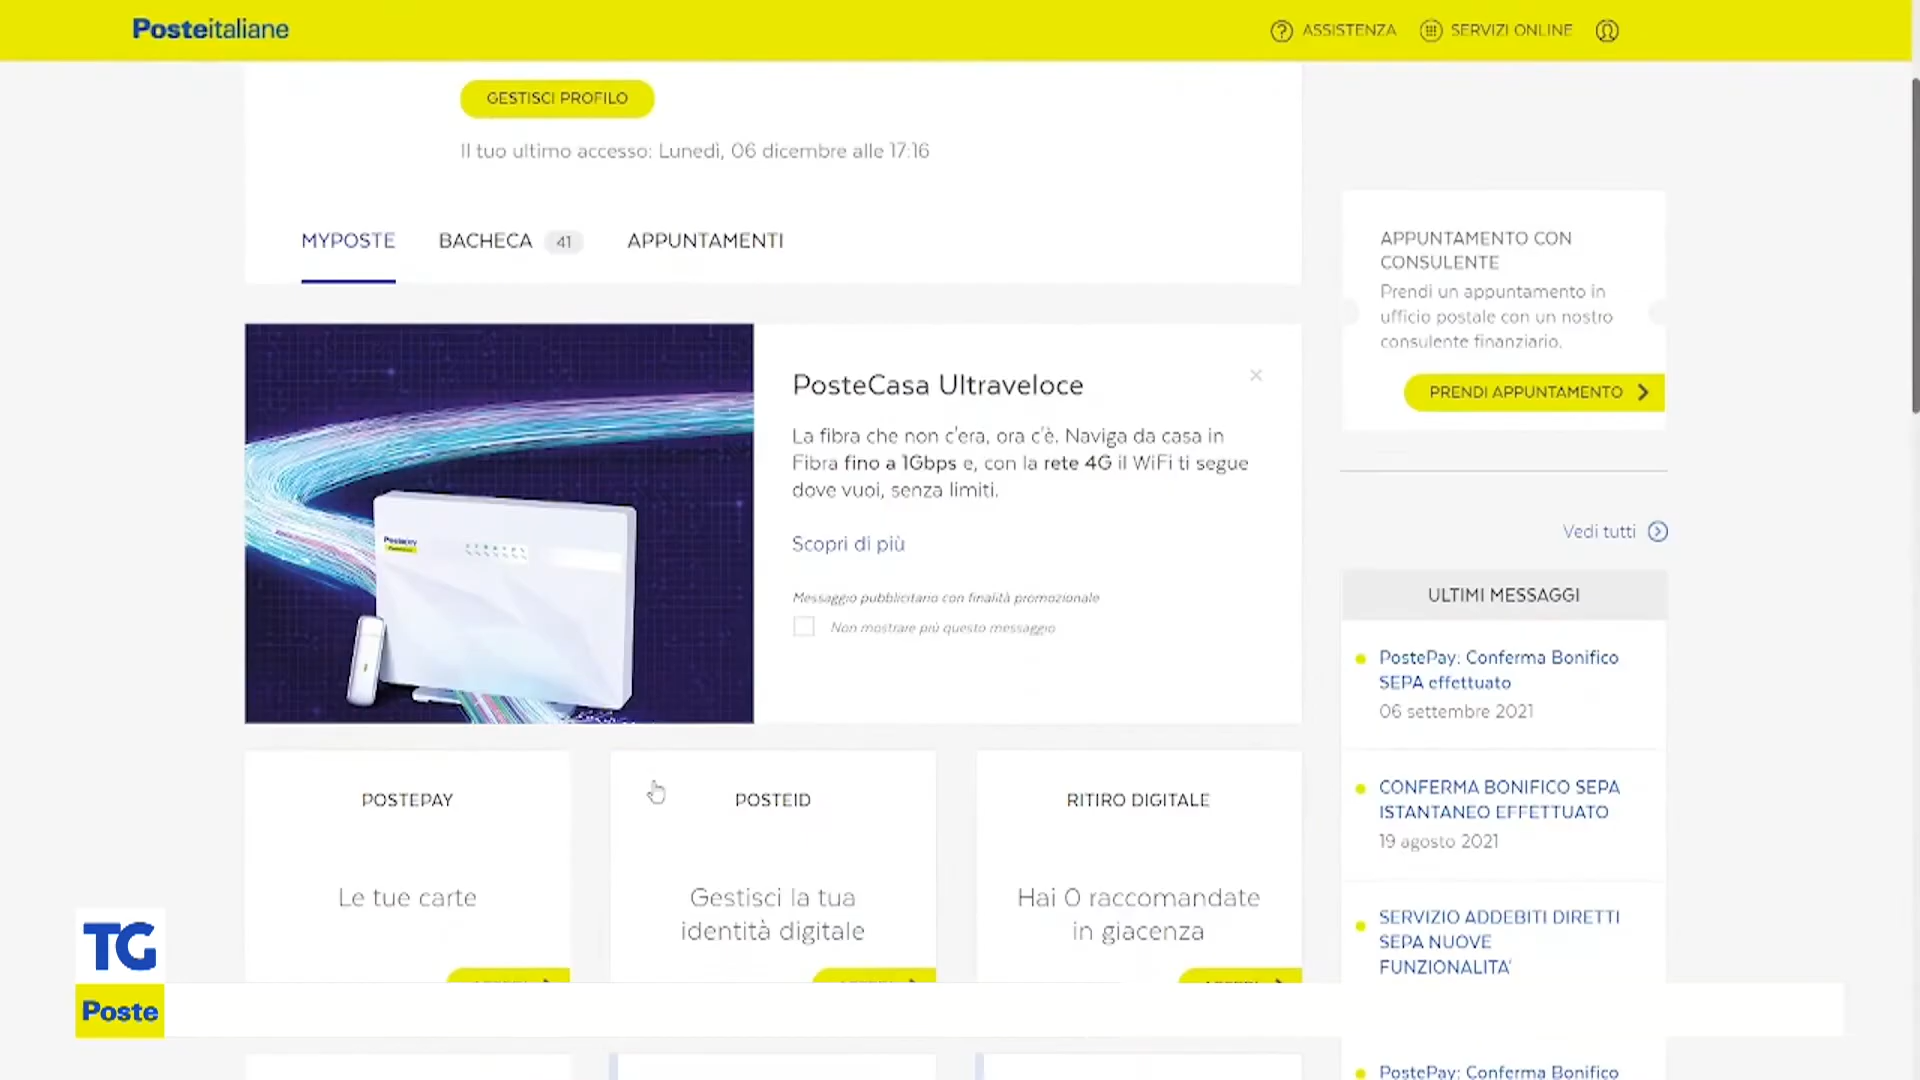 Posteitaliane
ASSISTENZA
SERVIZI ONLINE
GESTISCI PROFILO
Il tuo ultimo accesso: Lunedì, 06 dicembre alle 17:16
MYPOSTE
BACHECA 41
APPUNTAMENTI
PosteCasa Ultraveloce
La fibra che non c'era, ora c'è. Naviga da casa in
Fibra fino a 1Gbps e, con la rete 4G il WiFi ti segue
dove vuoi, senza limiti.
Scopri di più
Messaggio pubblicitario con finalità promozionale
Non mostrare più questo messaggio
POSTEPAY
Le tue carte
POSTEID
Gestisci la tua
identità digitale
RITIRO DIGITALE
Hai 0 raccomandate
in giacenza
APPUNTAMENTO CON
CONSULENTE
Prendi un appuntamento in
ufficio postale con un nostro
consulente finanziario.
PRENDI APPUNTAMENTO
Vedi tutti
ULTIMI MESSAGGI
PostePay: Conferma Bonifico
SEPA effettuato
06 settembre 2021
CONFERMA BONIFICO SEPA
ISTANTANEO EFFETTUATO
19 agosto 2021
SERVIZIO ADDEBITI DIRETTI
SEPA NUOVE
FUNZIONALITA'
PostePay: Conferma Bonifico
TG
Poste